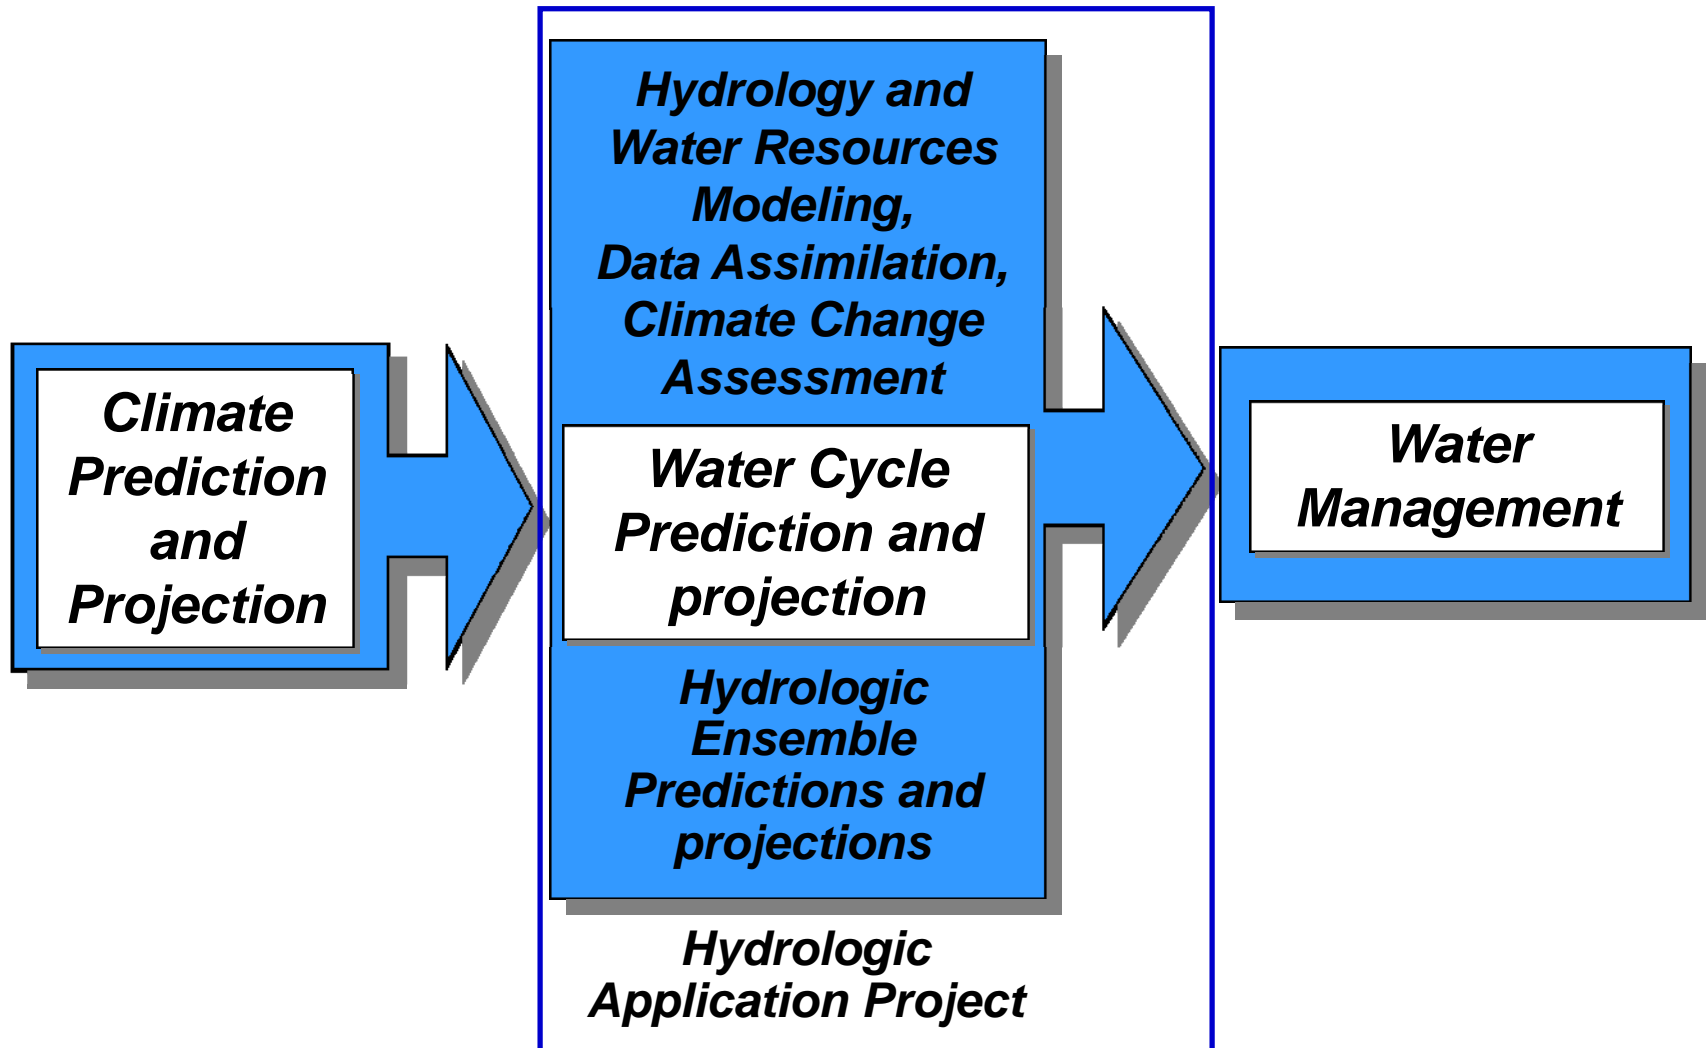 Hydrology and
Water Resources
Modeling,
Data Assimilation,
Climate Change
Assessment
Climate
Prediction
and
Projection
Water Cycle
Prediction and
projection
Water
Management
Hydrologic
Ensemble
Predictions and
projections
Hydrologic
Application Project